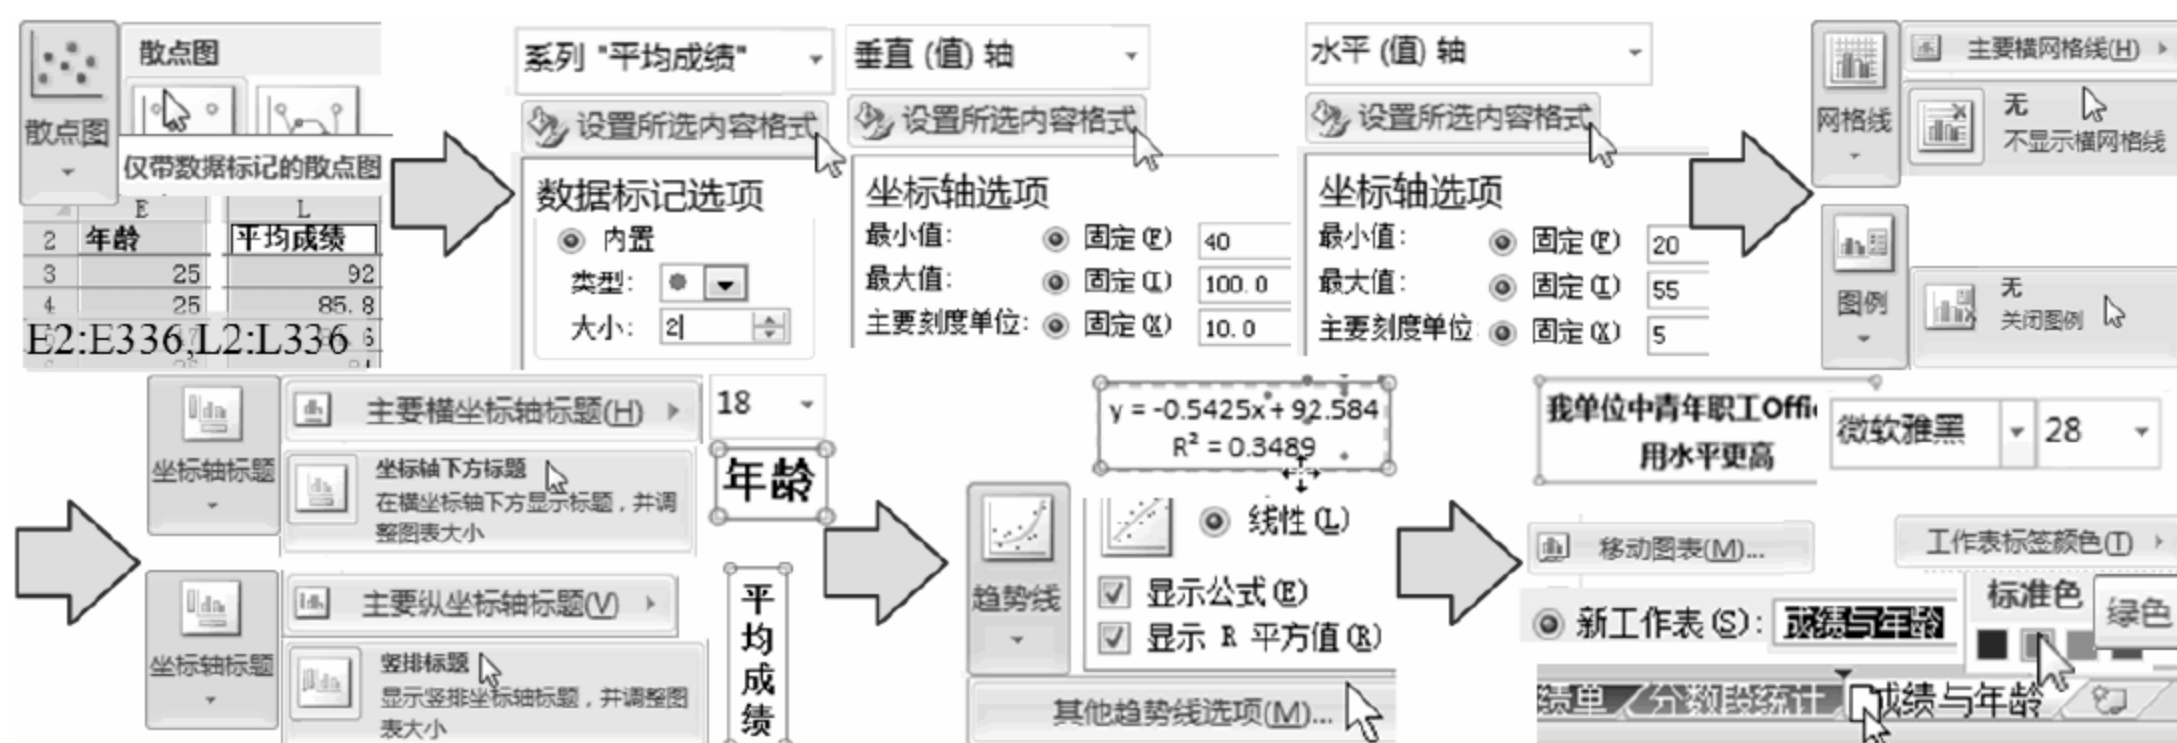 散点图
散点图
仅带数据标记的散点图
E L
2 年龄 平均成绩
3 25 92
4 25 85.8
E2:E336,L2:L336 6
系列 "平均成绩"
设置所选内容格式
数据标记选项
内置
类型:
大小: 2
垂直 (值) 轴
设置所选内容格式
坐标轴选项
最小值: 固定(F) 40
最大值: 固定(I) 100.0
主要刻度单位: 固定(X) 10.0
水平 (值) 轴
设置所选内容格式
坐标轴选项
最小值: 固定(F) 20
最大值: 固定(I) 55
主要刻度单位: 固定(X) 5
网格线
主要横网格线(H)
无
不显示横网格线
图例
无
关闭图例
坐标轴标题
主要横坐标轴标题(H)
坐标轴下方标题
在横坐标轴下方显示标题，并调
整图表大小
18
年龄
坐标轴标题
主要纵坐标轴标题(V)
竖排标题
显示竖排坐标轴标题，并调整图
表大小
平均成绩
y = -0.5425x + 92.584
R² = 0.3489
趋势线
线性(L)
显示公式(E)
显示 R 平方值(R)
其他趋势线选项(M)...
我单位中青年职工Offi
用水平更高
微软雅黑 28
移动图表(M)...
工作表标签颜色(T)
新工作表(S): 成绩与年龄
标准色
绿色
绩单 分数段统计 成绩与年龄